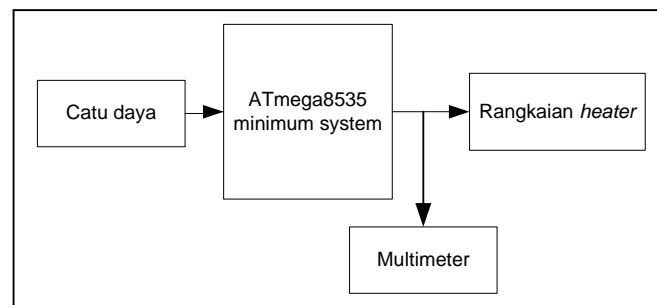 Catu daya
ATmega8535
minimum system
Rangkaian heater
Multimeter